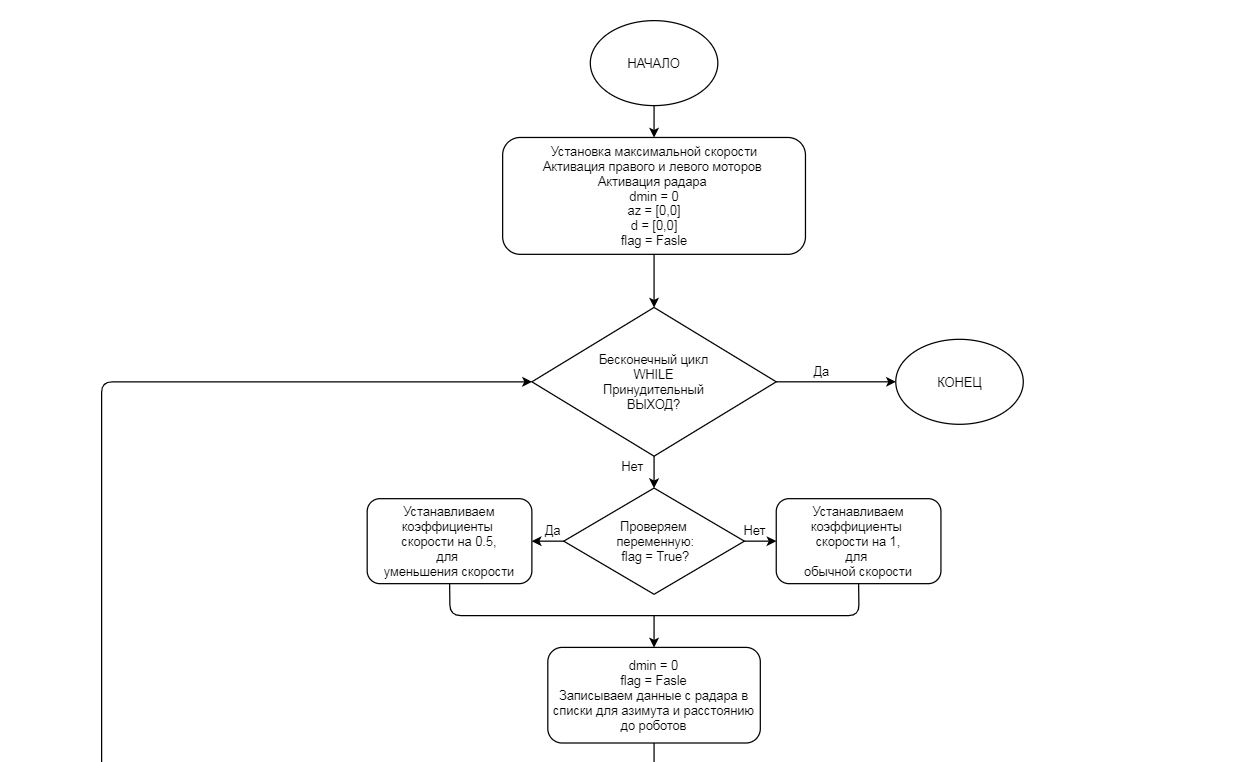 НАЧАЛО
Установка максимальной скорости
Активация правого и левого моторов
Активация радара
dmin = 0
az = [0,0]
d = [0,0]
flag = Fasle
Бесконечный цикл
WHILE
Принудительный
ВЫХОД?
Да
КОНЕЦ
Нет
Устанавливаем
коэффициенты
скорости на 0.5,
для
уменьшения скорости
Да
Проверяем
переменную:
flag = True?
Нет
Устанавливаем
коэффициенты
скорости на 1,
для
обычной скорости
dmin = 0
flag = Fasle
Записываем данные с радара в
списки для азимута и расстоянию
до роботов